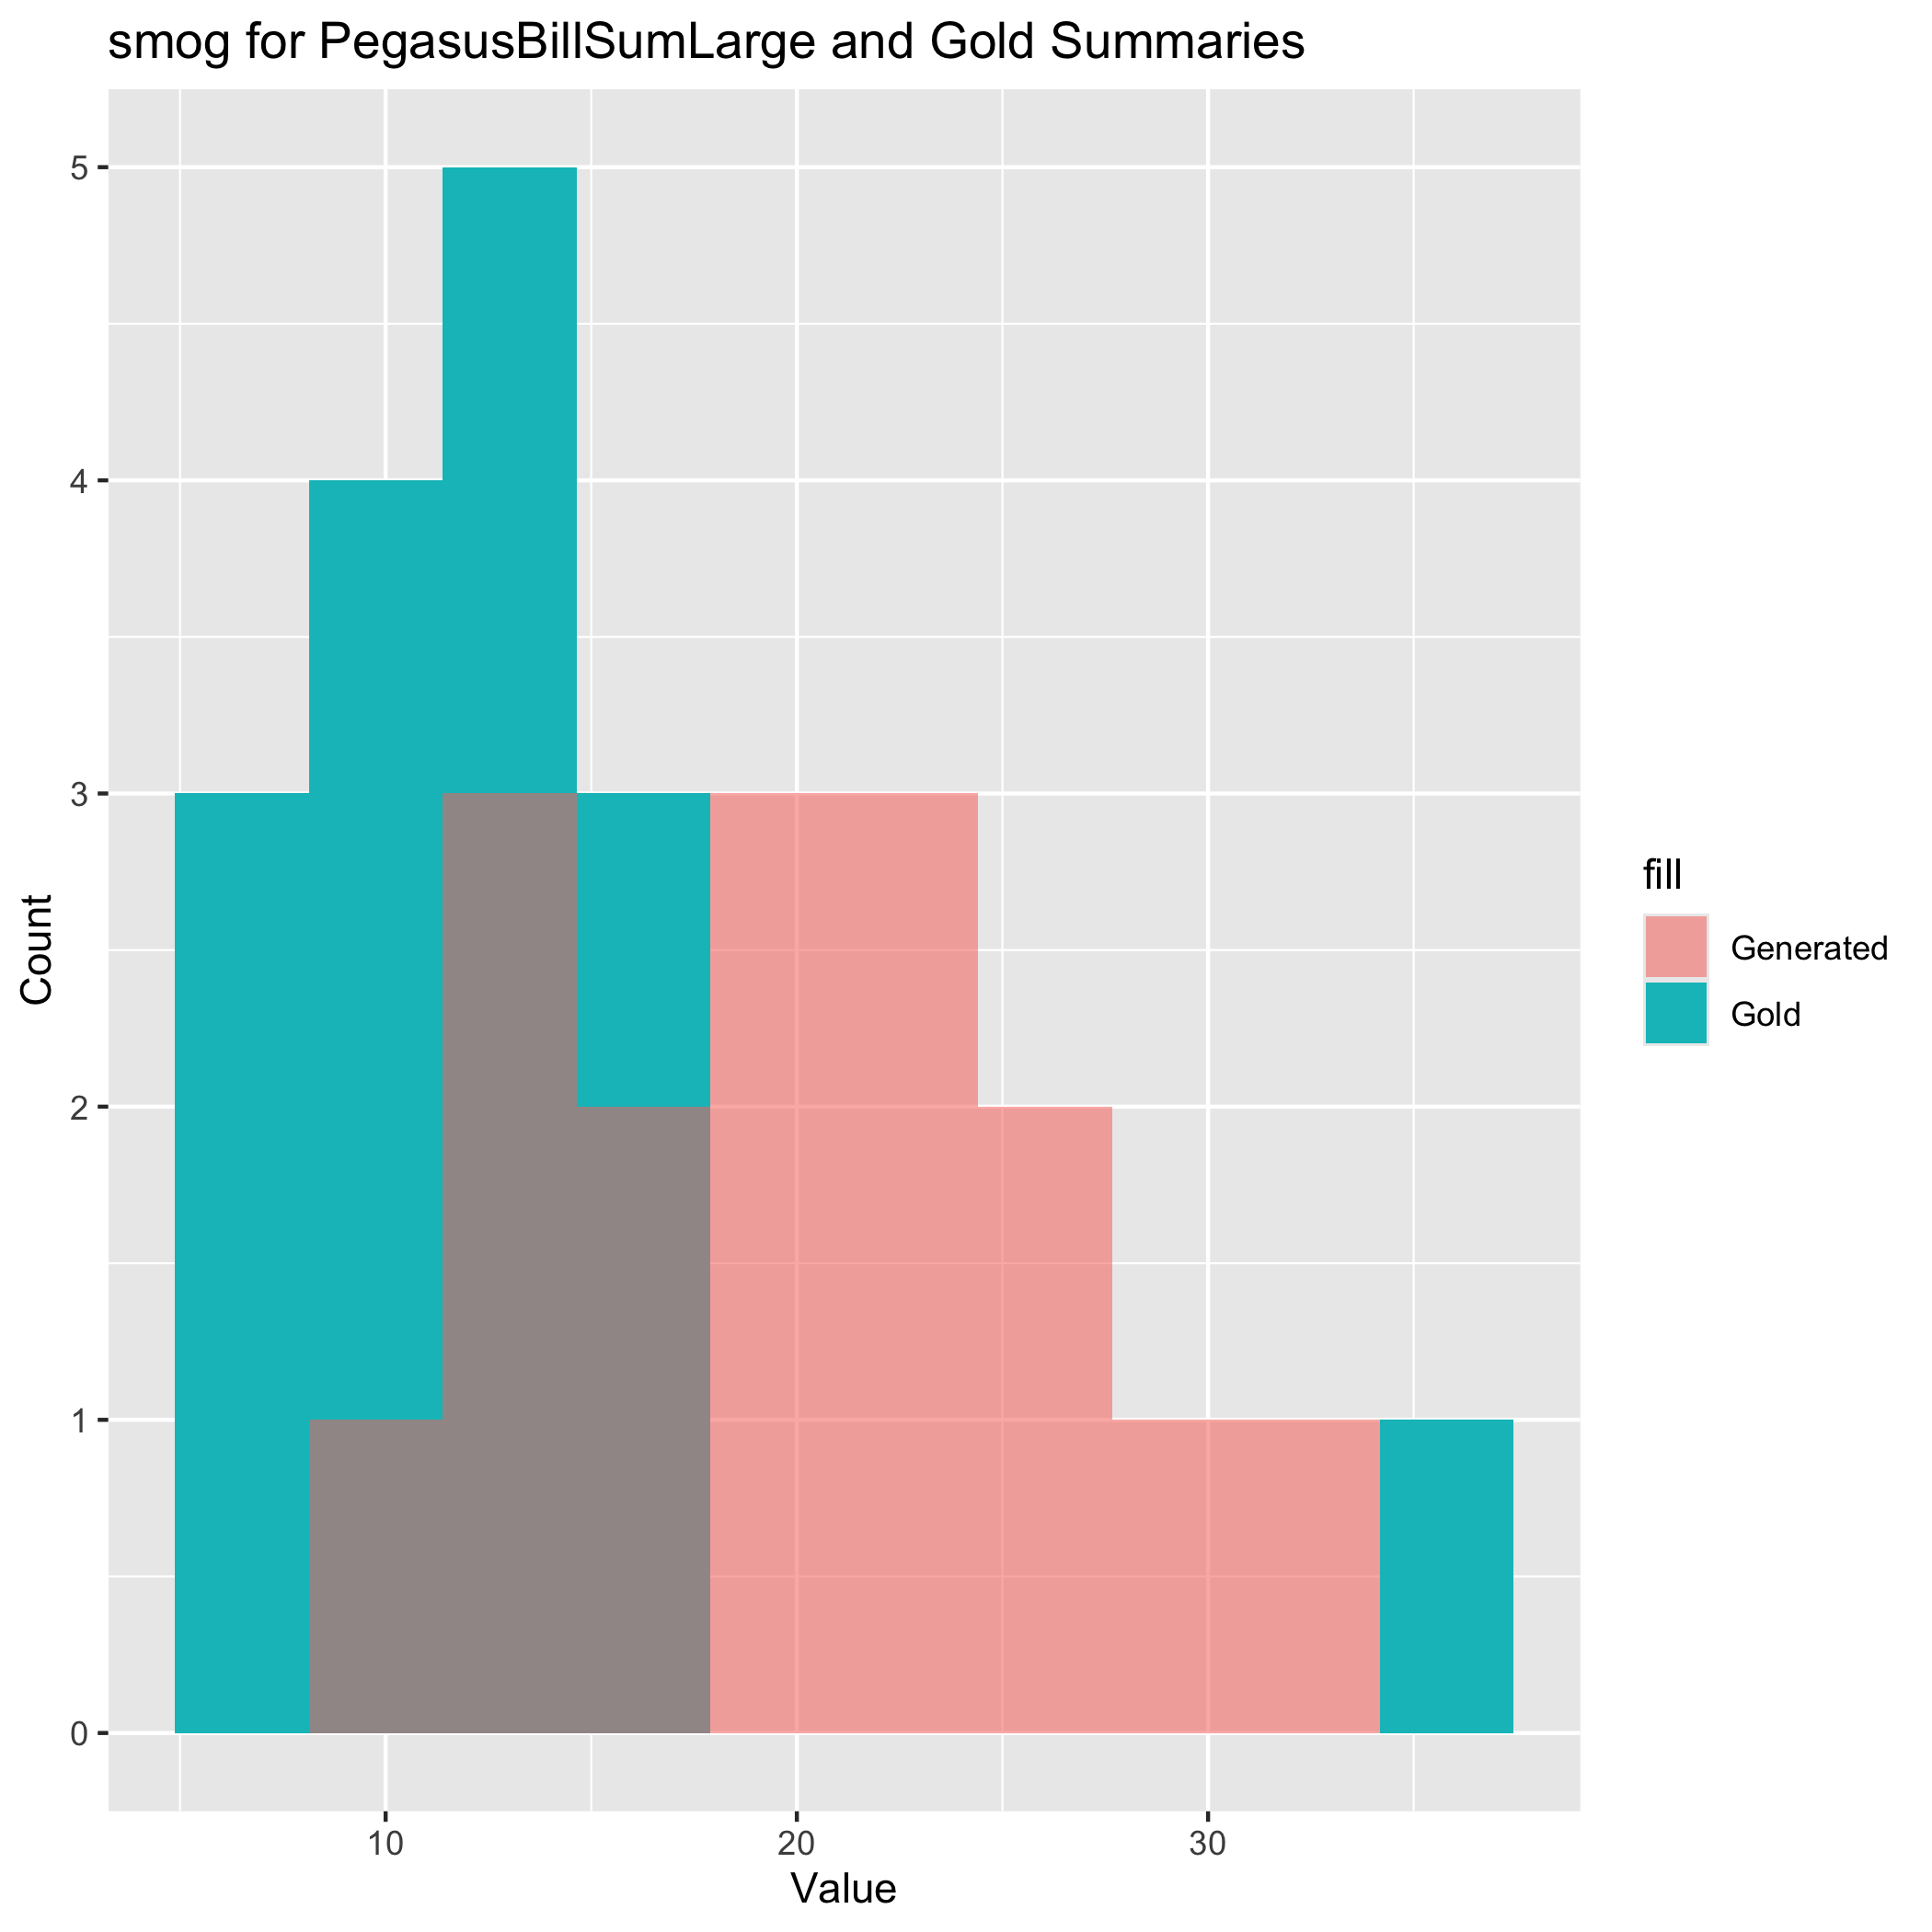 smog for PegasusBillSumLarge and Gold Summaries
5
4
3
2
1
0
Count
10 20 30
Value
fill
Generated
Gold